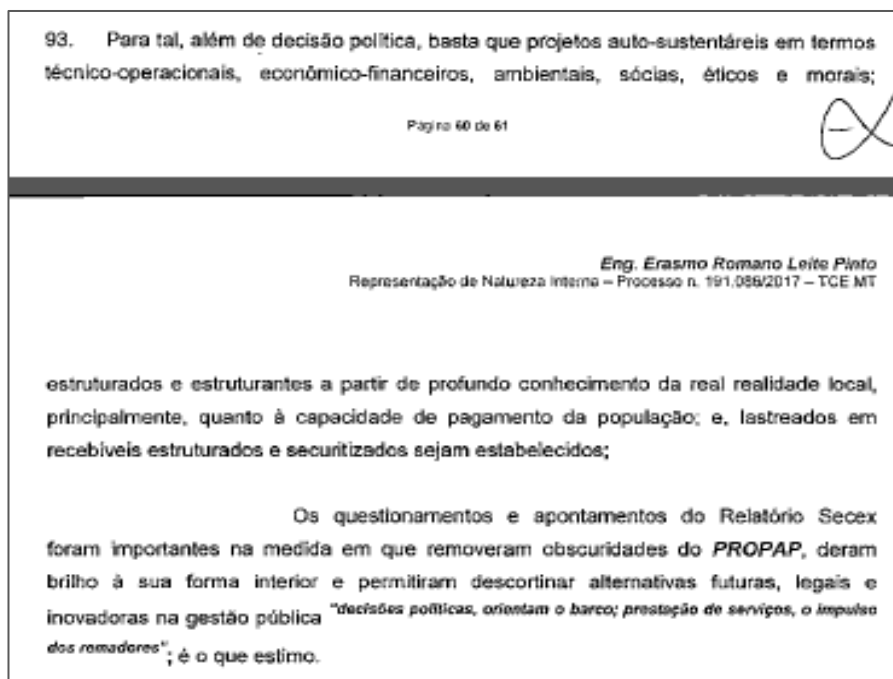 93. Para tal, além de decisão política, basta que projetos auto-sustentáreis em termos
técnico-operacionais, econômico-financeiros, ambientais, sócias, éticos e morais;
Página 60 de 61
Eng. Erasmo Romano Leite Pinto
Representação de Natureza Interna – Processo n. 191.086/2017 – TCE MT
estruturados e estruturantes a partir de profundo conhecimento da real realidade local,
principalmente, quanto à capacidade de pagamento da população; e, lastreados em
recebíveis estruturados e securitizados sejam estabelecidos;
Os questionamentos e apontamentos do Relatório Secex
foram importantes na medida em que removeram obscuridades do PROPAP, deram
brilho à sua forma interior e permitiram descortinar alternativas futuras, legais e
inovadoras na gestão pública "decisões políticas, orientam o barco; prestação de serviços, o impulso
dos remadores"; é o que estimo.